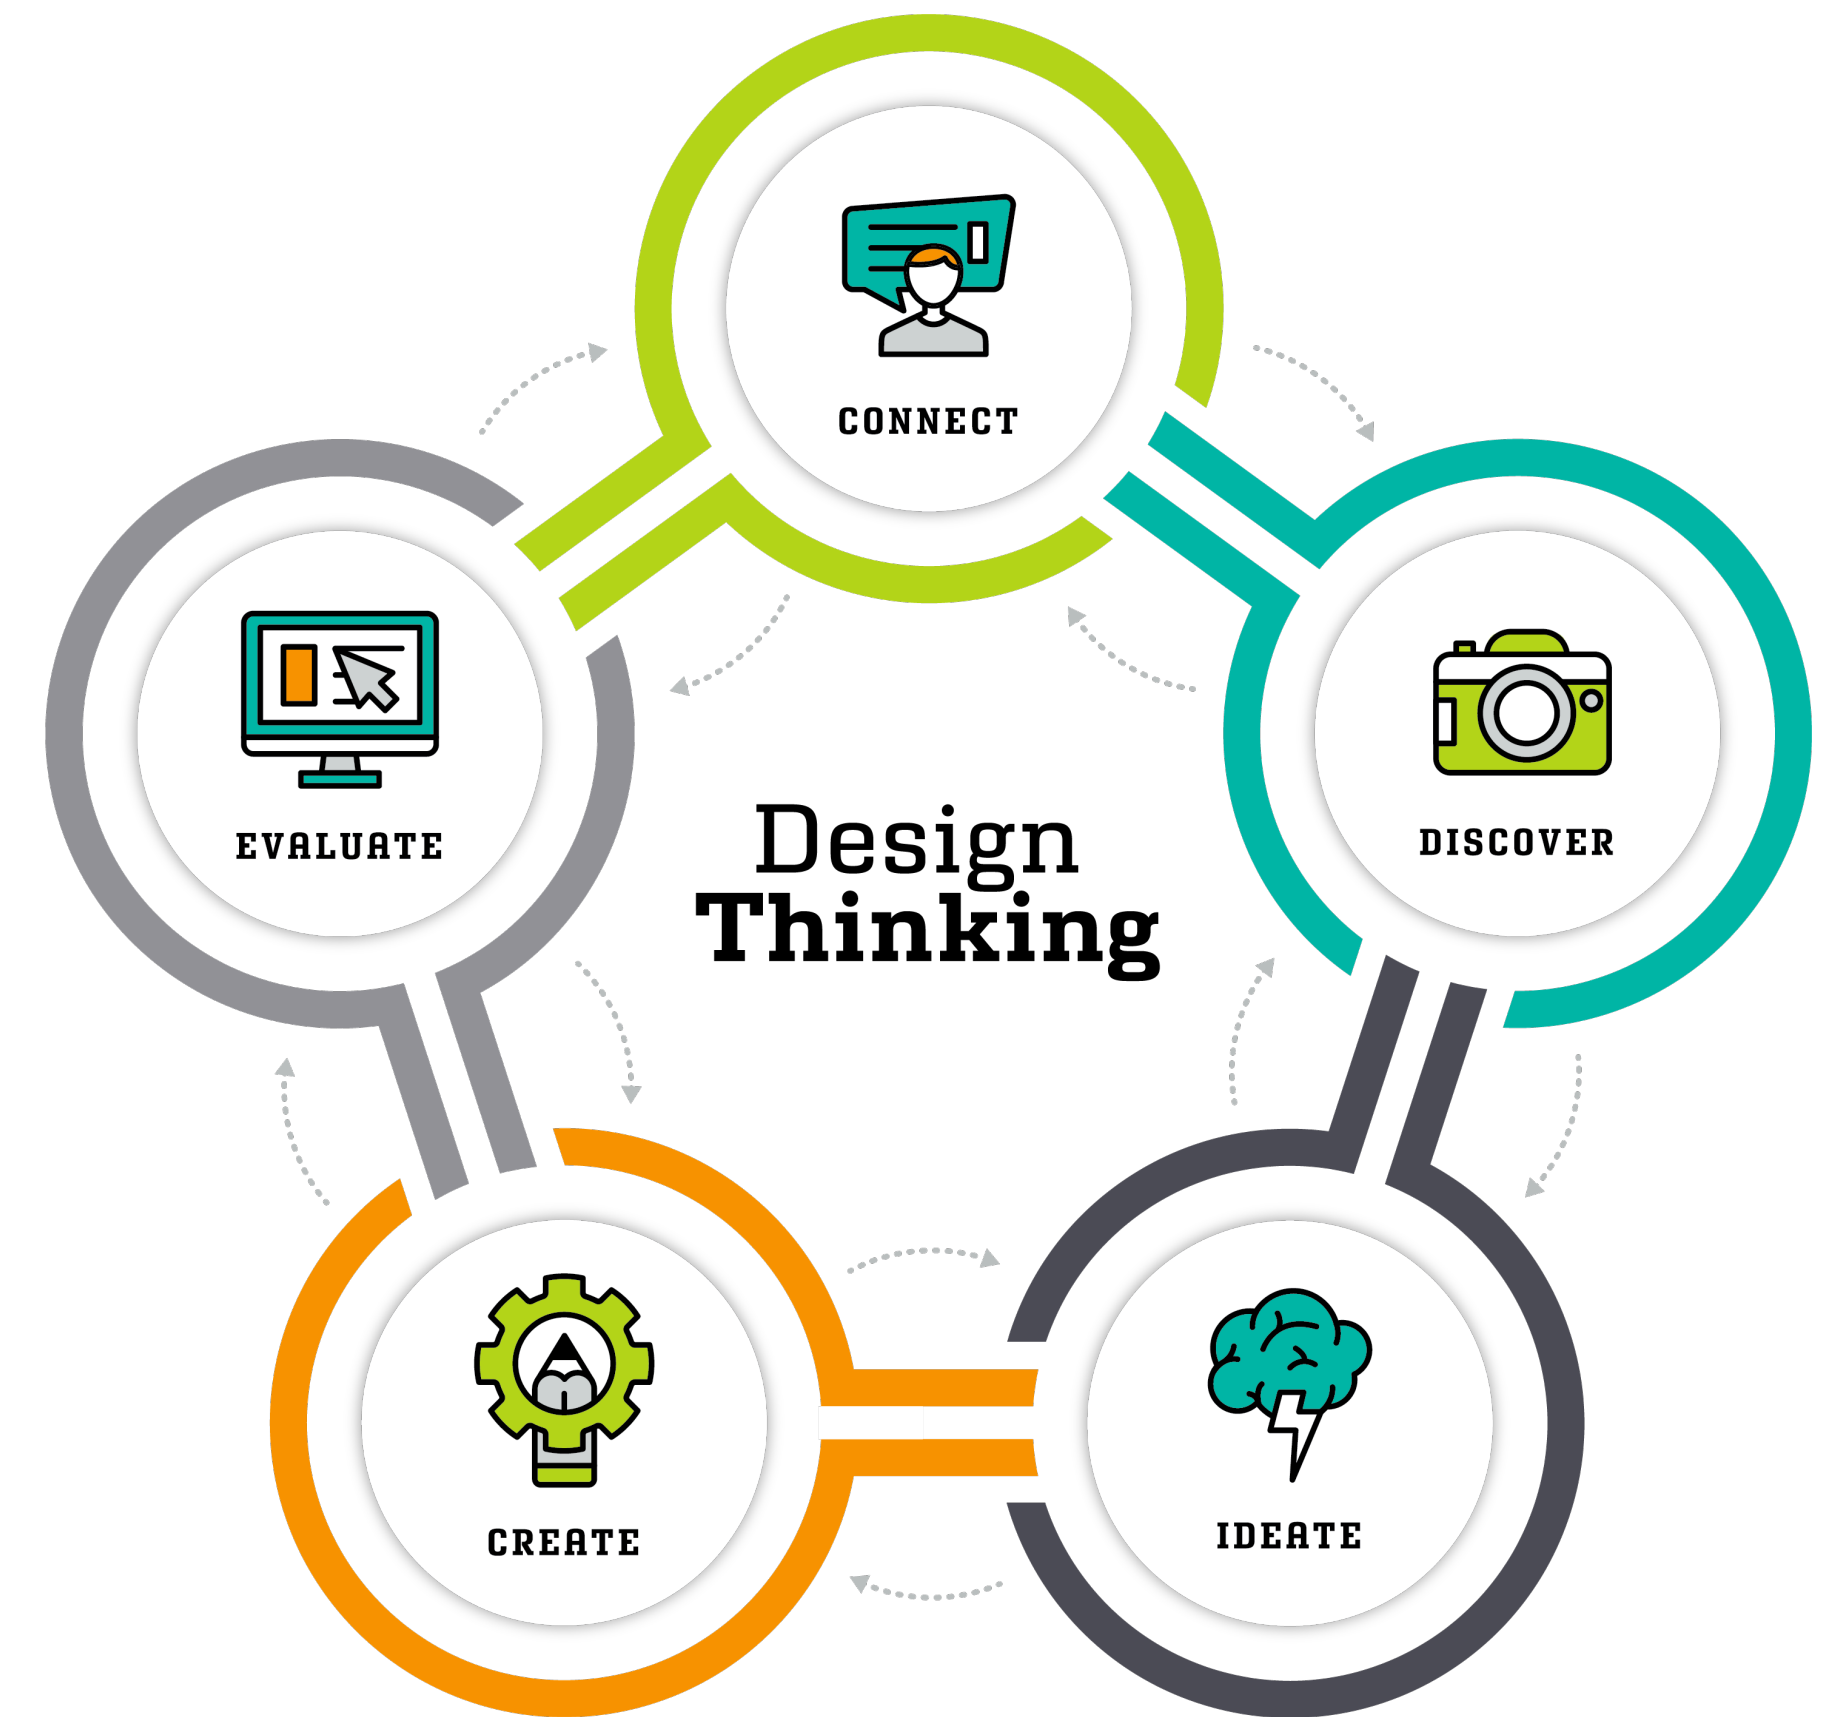 CONNECT
EVALUATE
DISCOVER
Design
Thinking
CREATE
IDEATE